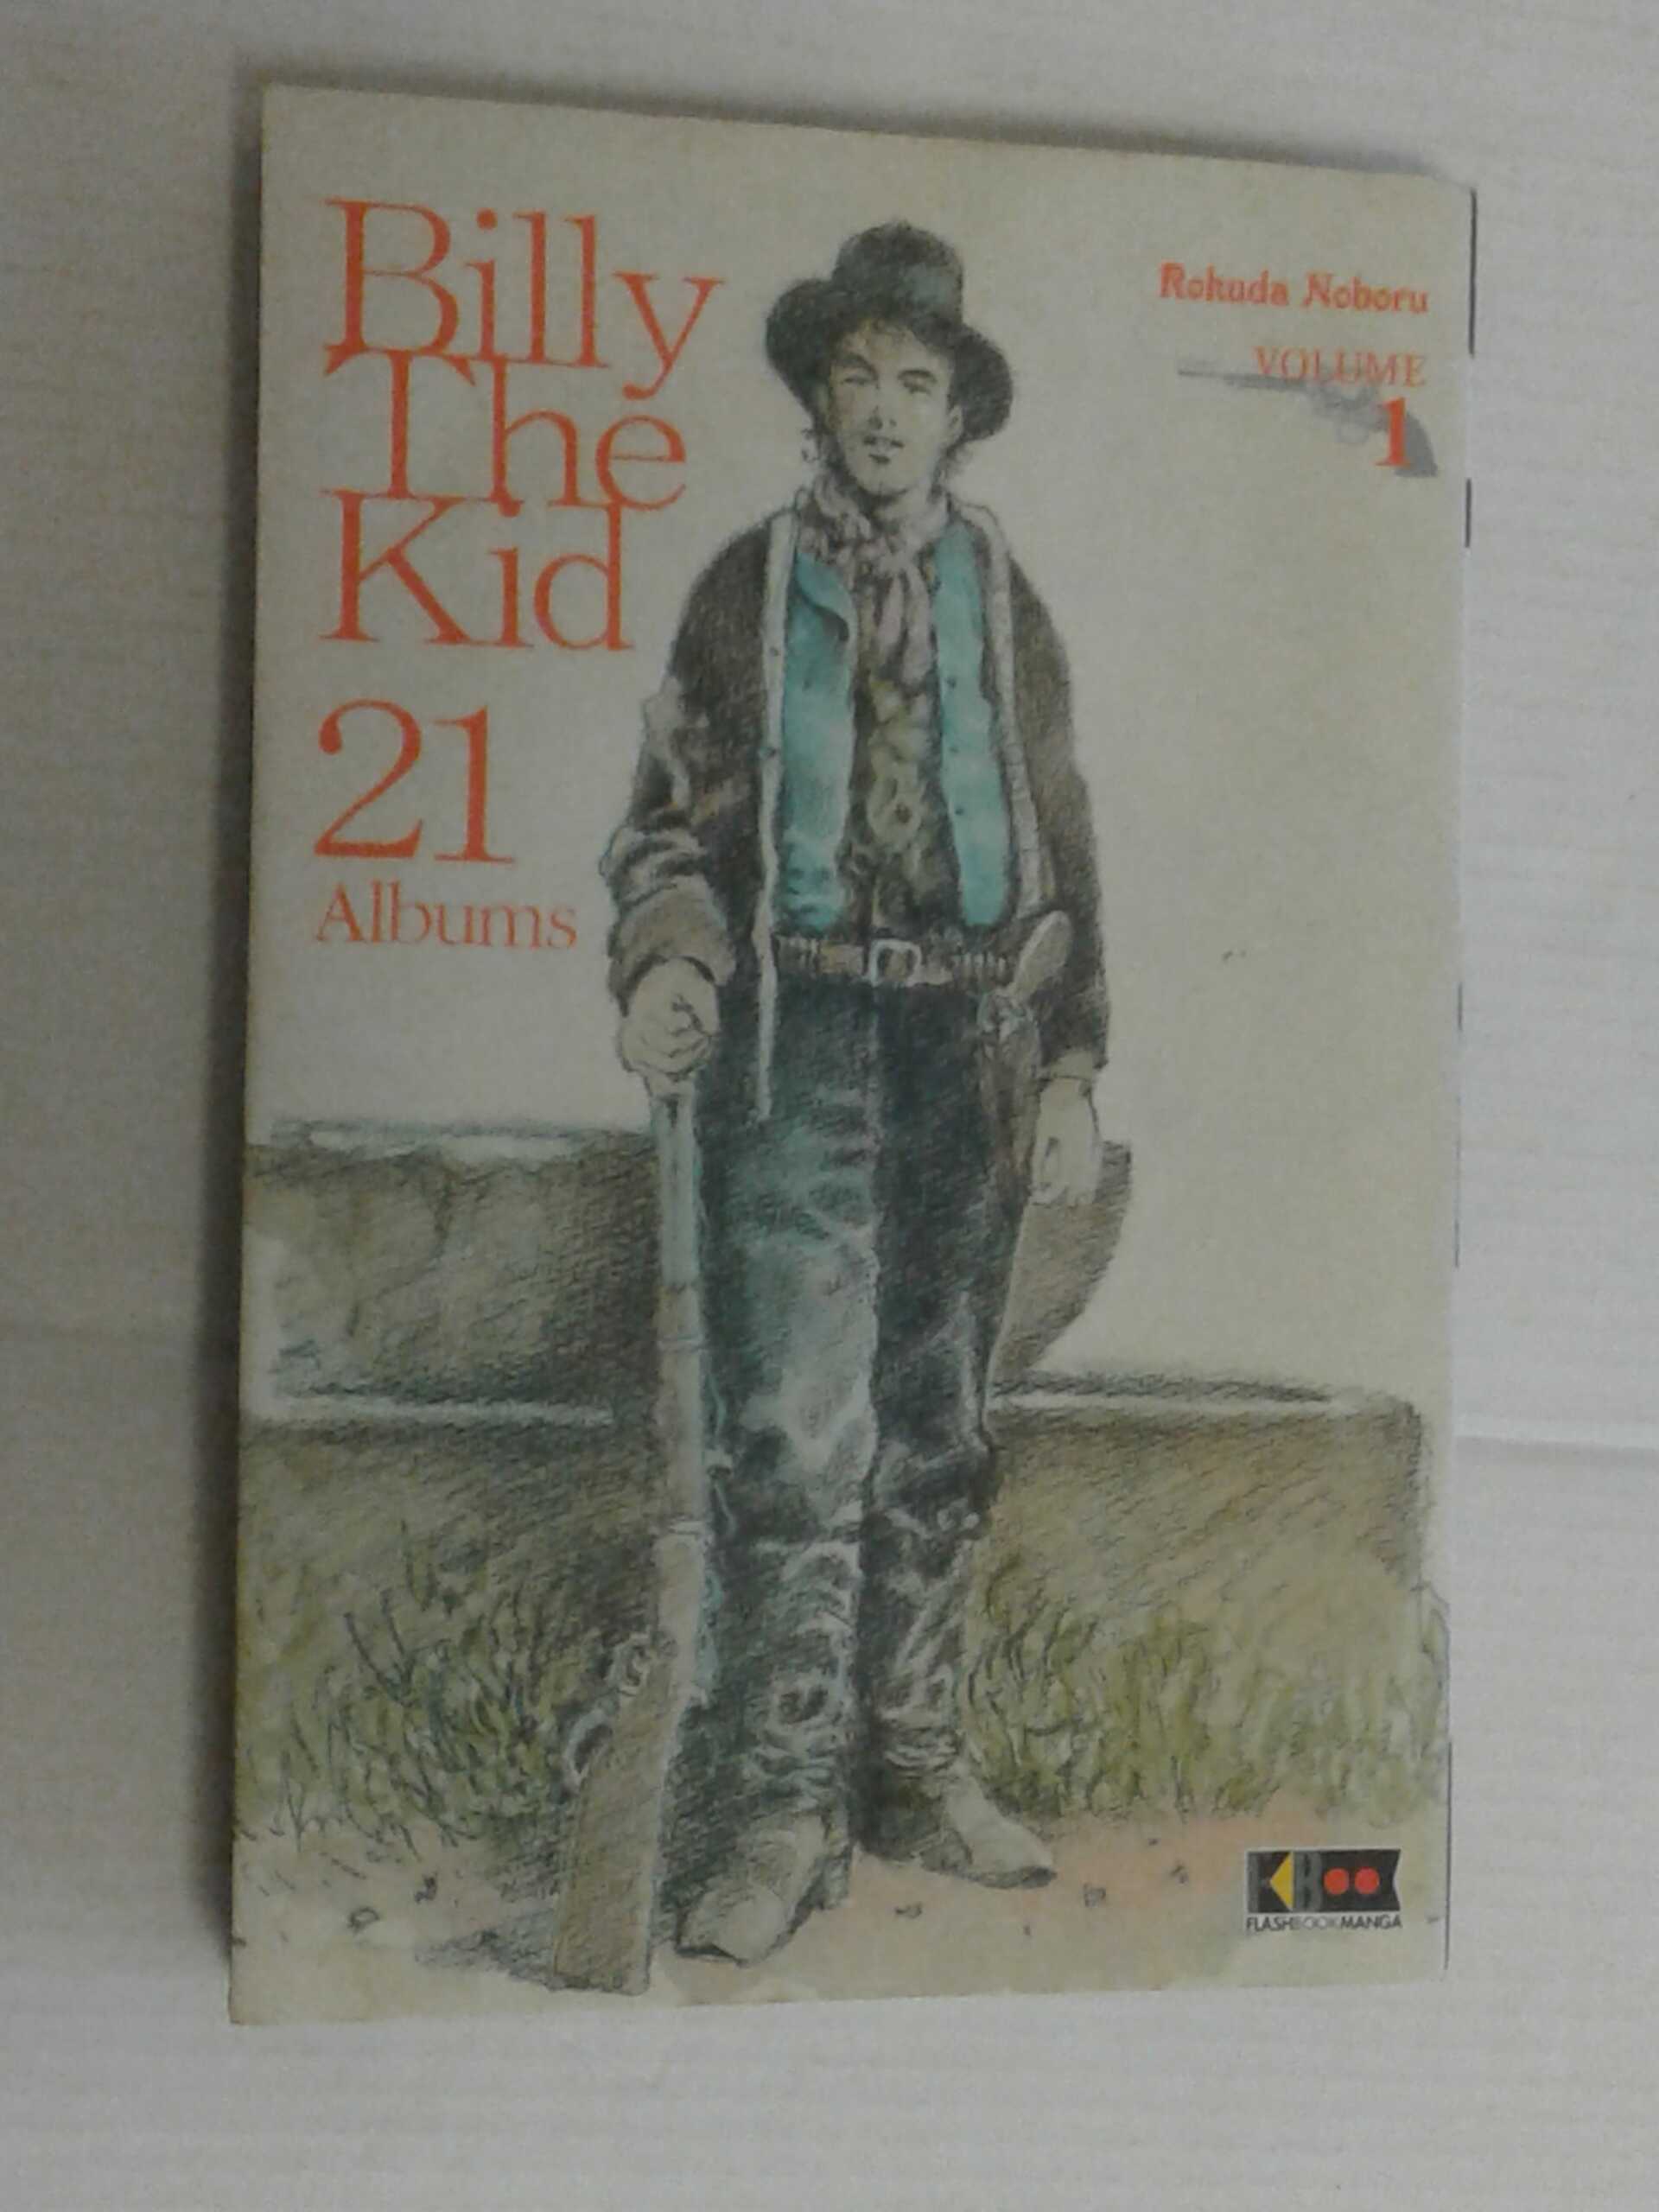 Billy
The
Kid
21
Albums
Rokuda Noboru
VOLUME
1
FLASHBOOKMANGA